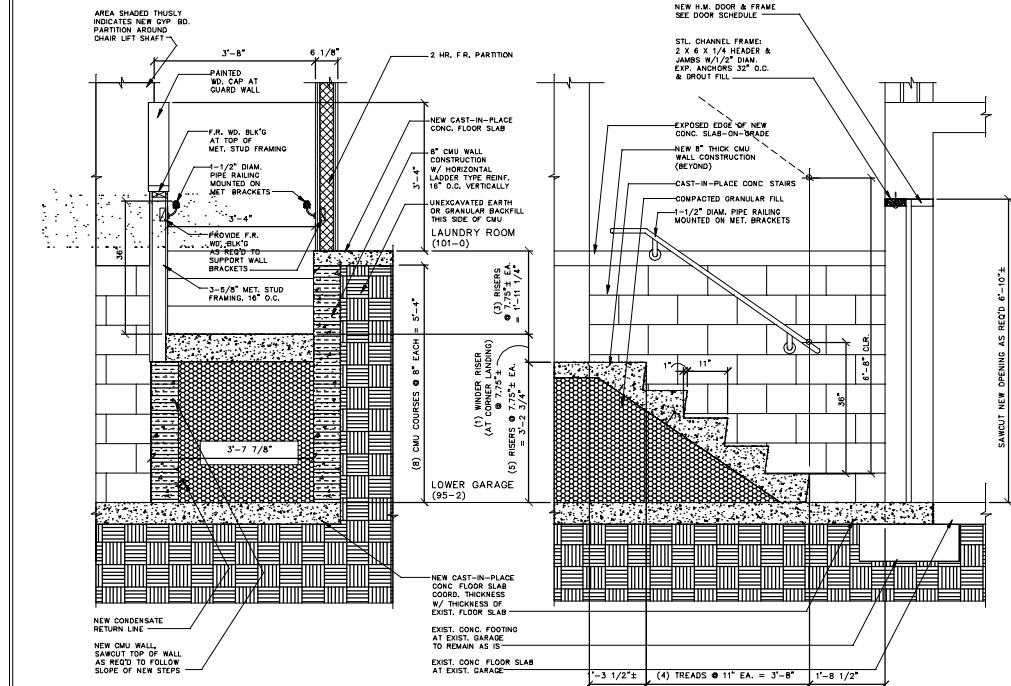 AREA SHADED THUSLY
INDICATES NEW GYP BD.
PARTITION AROUND
CHAIR LIFT SHAFT
3'-8"
6 1/8"
2 HR. F.R. PARTITION
PAINTED
WD. CAP AT
GUARD WALL
NEW CAST-IN-PLACE
CONC. FLOOR SLAB
F.R. WD. BLK'G
AT TOP OF
MET. STUD FRAMING
8" CMU WALL
CONSTRUCTION
W/ HORIZONTAL
LADDER TYPE REINF.
16" O.C. VERTICALLY
3'-4"
1-1/2" DIAM.
PIPE RAILING
MOUNTED ON
MET BRACKETS
UNEXCAVATED EARTH
OR GRANULAR BACKFILL
THIS SIDE OF CMU
3'-4"
LAUNDRY ROOM
(101-0)
36"
PROVIDE F.R.
WD. BLK'G
AS REQ'D TO
SUPPORT WALL
BRACKETS
3-5/8" MET. STUD
FRAMING, 16" O.C.
(8) CMU COURSES @ 8" EACH = 5'-4"
(3) RISERS
@ 7.75"± EA.
= 1'-11 1/4"
(1) WINDER RISER
(AT CORNER LANDING)
@ 7.75"±
(5) RISERS @ 7.75"± EA.
= 3'-2 3/4"
3'-7 7/8"
LOWER GARAGE
(95-2)
NEW CONDENSATE
RETURN LINE
NEW CMU WALL,
SAWCUT TOP OF WALL
AS REQ'D TO FOLLOW
SLOPE OF NEW STEPS
NEW CAST-IN-PLACE
CONC FLOOR SLAB
COORD. THICKNESS
W/ THICKNESS OF
EXIST. FLOOR SLAB
EXIST. CONC. FOOTING
AT EXIST. GARAGE
TO REMAIN AS IS
EXIST. CONC FLOOR SLAB
AT EXIST. GARAGE
NEW H.M. DOOR & FRAME
SEE DOOR SCHEDULE
STL. CHANNEL FRAME:
2 X 6 X 1/4 HEADER &
JAMBS W/1/2" DIAM.
EXP. ANCHORS 32" O.C.
& GROUT FILL
EXPOSED EDGE OF NEW
CONC. SLAB-ON-GRADE
NEW 8" THICK CMU
WALL CONSTRUCTION
(BEYOND)
CAST-IN-PLACE CONC STAIRS
COMPACTED GRANULAR FILL
1-1/2" DIAM. PIPE RAILING
MOUNTED ON MET. BRACKETS
1"
11"
36"
6'-8" CLR.
SAWCUT NEW OPENING AS REQ'D 6'-10"±
1'-3 1/2"±
(4) TREADS @ 11" EA. = 3'-8"
1'-8 1/2"